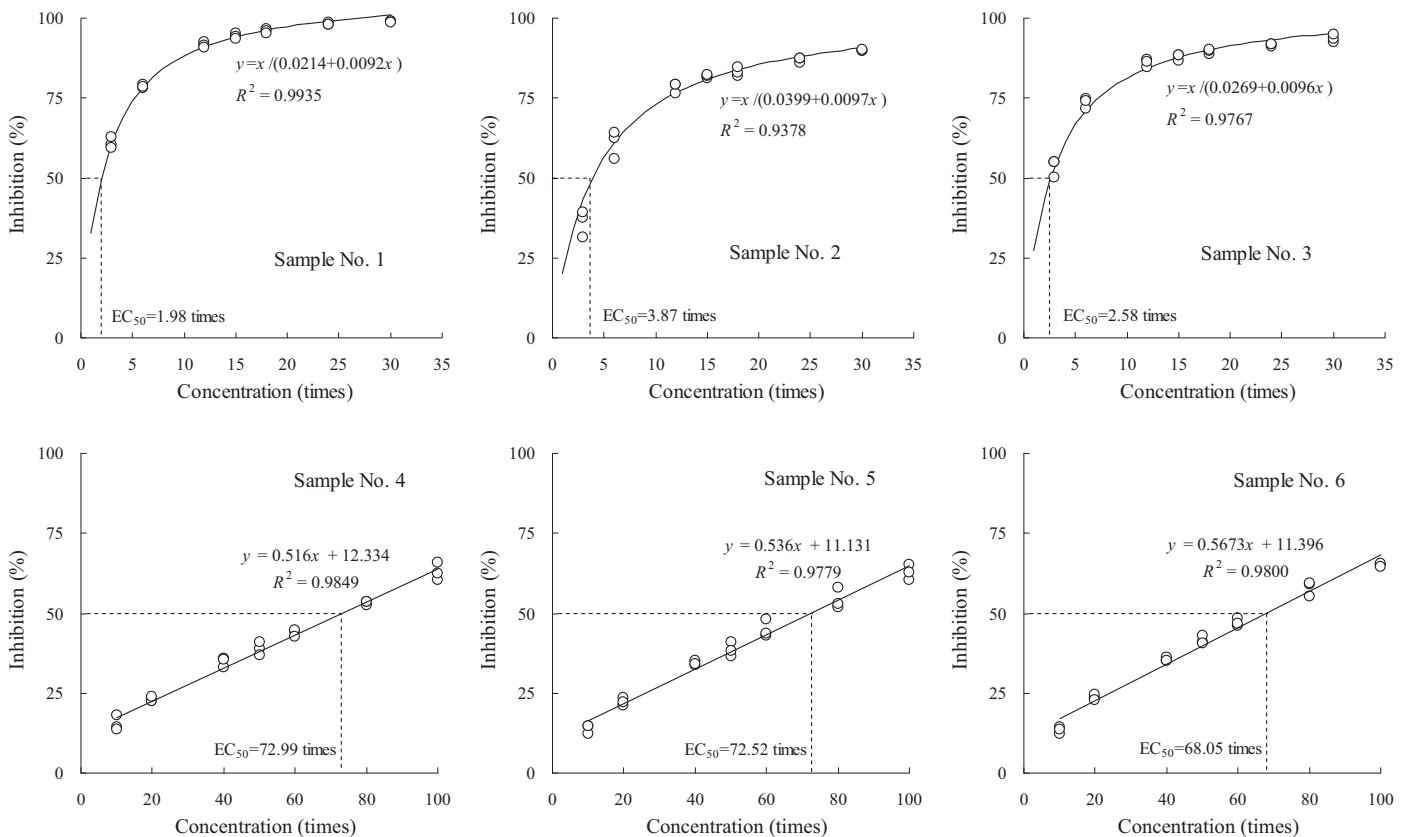 100
75
50
25
0
Inhibition (%)
y=x/(0.0214+0.0092x)
R² = 0.9935
Sample No. 1
EC₅₀=1.98 times
0 5 10 15 20 25 30 35
Concentration (times)
100
75
50
25
0
Inhibition (%)
y=x/(0.0399+0.0097x)
R² = 0.9378
Sample No. 2
EC₅₀=3.87 times
0 5 10 15 20 25 30 35
Concentration (times)
100
75
50
25
0
Inhibition (%)
y=x/(0.0269+0.0096x)
R² = 0.9767
Sample No. 3
EC₅₀=2.58 times
0 5 10 15 20 25 30 35
Concentration (times)
100
75
50
25
0
Inhibition (%)
Sample No. 4
y = 0.516x + 12.334
R² = 0.9849
EC₅₀=72.99 times
0 20 40 60 80 100
Concentration (times)
100
75
50
25
0
Inhibition (%)
Sample No. 5
y = 0.536x + 11.131
R² = 0.9779
EC₅₀=72.52 times
0 20 40 60 80 100
Concentration (times)
100
75
50
25
0
Inhibition (%)
Sample No. 6
y = 0.5673x + 11.396
R² = 0.9800
EC₅₀=68.05 times
0 20 40 60 80 100
Concentration (times)